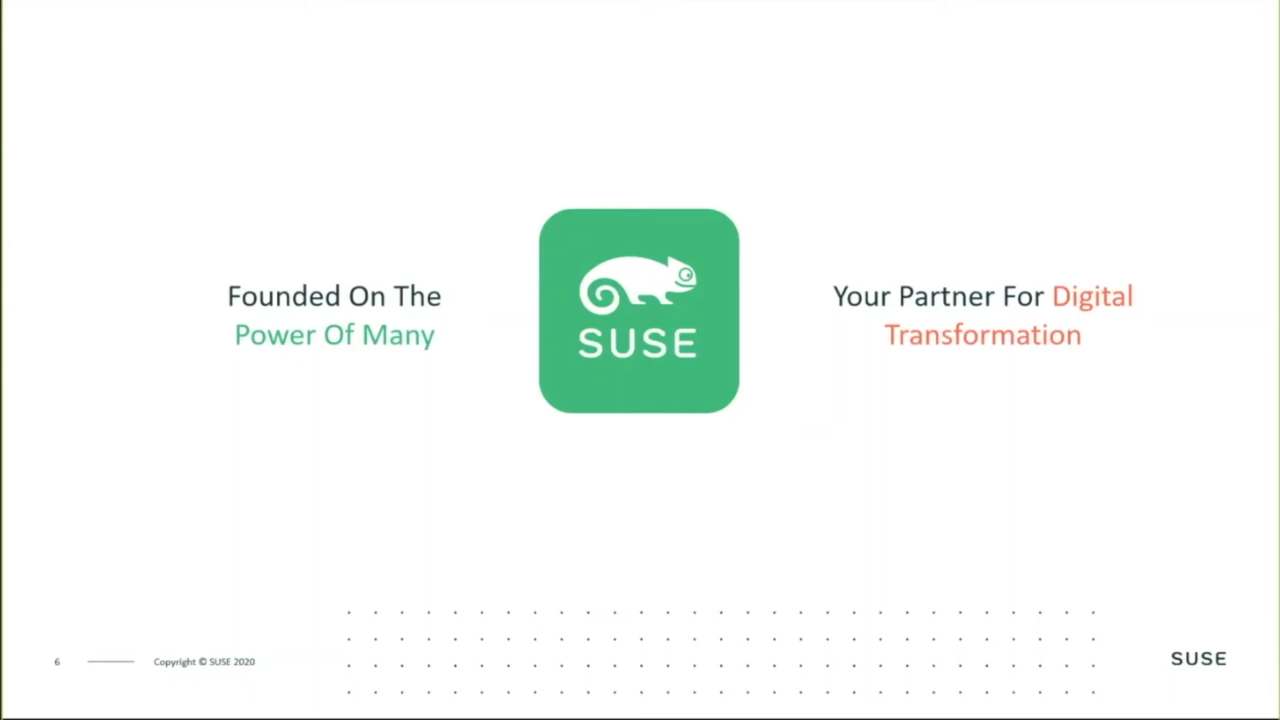 Founded On The
Power Of Many
SUSE
Your Partner For Digital
Transformation
6
Copyright © SUSE 2020
SUSE